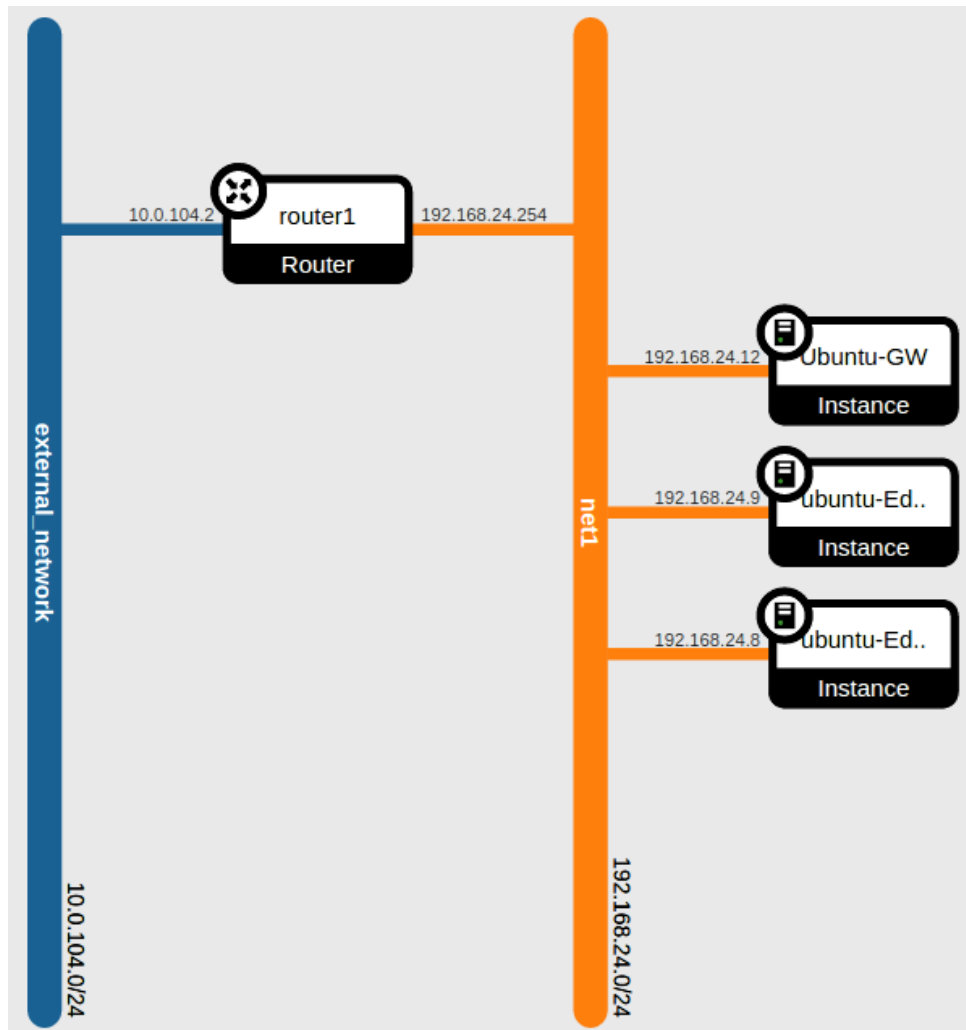 10.0.104.2
router1
192.168.24.254
Router
192.168.24.12
Ubuntu-GW
Instance
external_network
net1
192.168.24.9
ubuntu-Ed..
Instance
192.168.24.8
ubuntu-Ed..
Instance
10.0.104.0/24
192.168.24.0/24